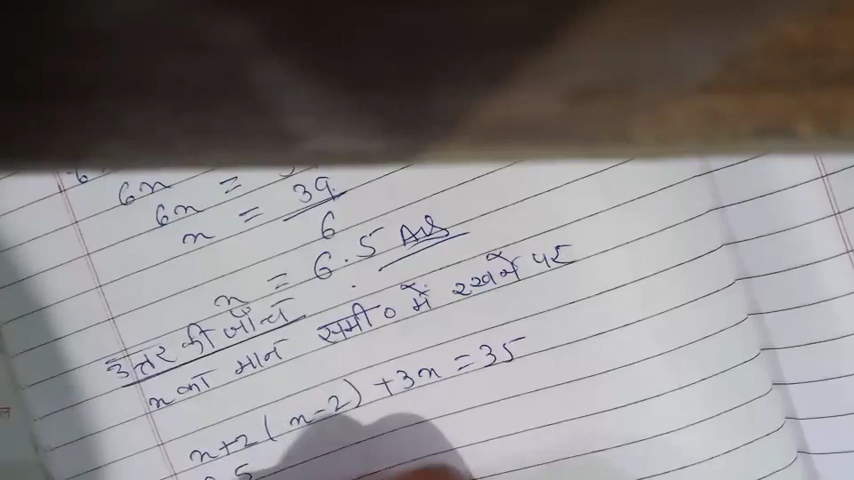 6x =
6x = 39
x = 39/6
x = 6.5 Ans
उत्तर की जाँच
x का मान समी० में रखने पर
x+2(x-2)+3x=35